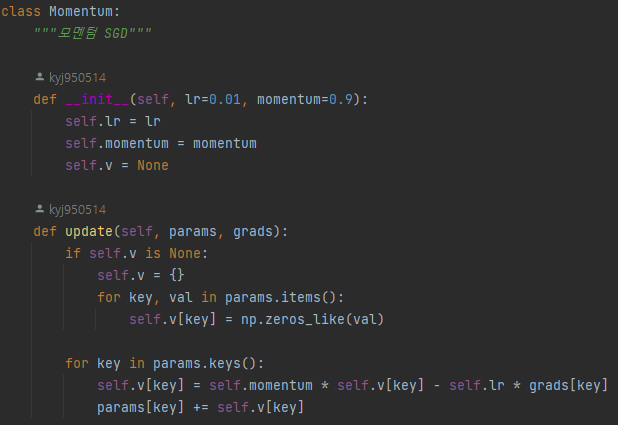 class Momentum:
    """모멘텀 SGD"""
kyj950514
    def __init__(self, lr=0.01, momentum=0.9):
        self.lr = lr
        self.momentum = momentum
        self.v = None
kyj950514
    def update(self, params, grads):
        if self.v is None:
            self.v = {}
            for key, val in params.items():
                self.v[key] = np.zeros_like(val)
        for key in params.keys():
            self.v[key] = self.momentum * self.v[key] - self.lr * grads[key]
            params[key] += self.v[key]